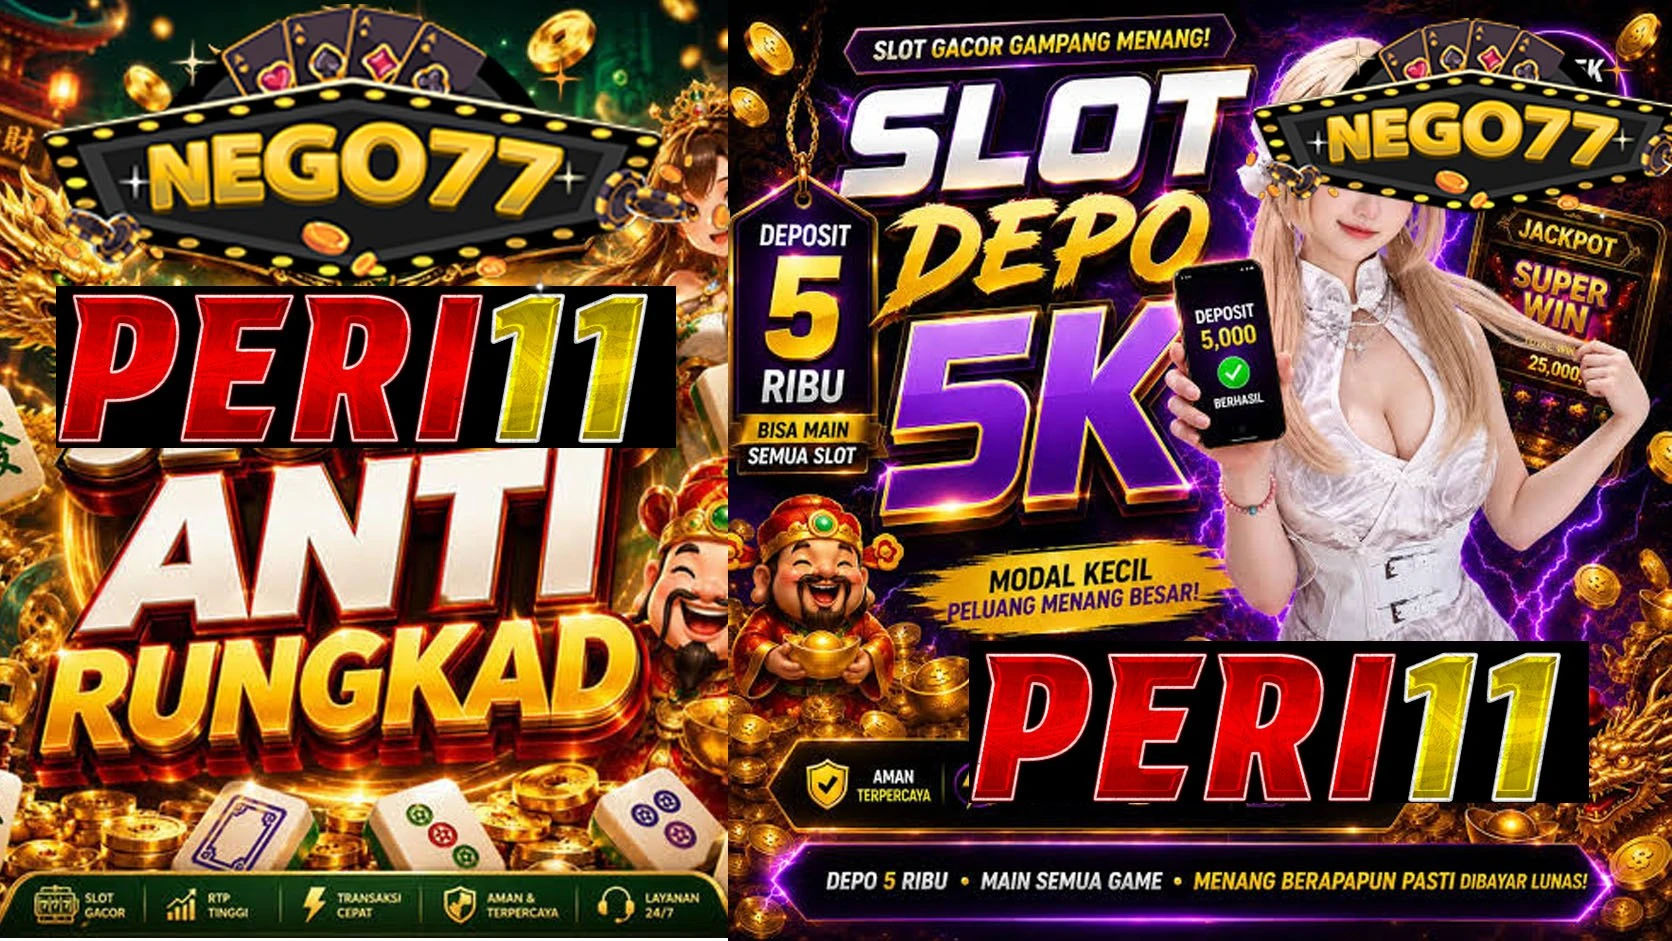 NEGO77
PERI11
ANTI
RUNGKAD
SLOT
GACOR
RTP
TINGGI
TRANSAKSI
CEPAT
AMAN &
TERPERCAYA
LAYANAN
24/7
SLOT GACOR GAMPANG MENANG!
SLOT
DEPO
5K
DEPOSIT
5
RIBU
BISA MAIN
SEMUA SLOT
NEGO77
DEPOSIT
5,000
BERHASIL
JACKPOT
SUPER
WIN
25,000,
MODAL KECIL
PELUANG MENANG BESAR!
PERI11
AMAN
TERPERCAYA
DEPO 5 RIBU • MAIN SEMUA GAME • MENANG BERAPAPUN PASTI DIBAYAR LUNAS!